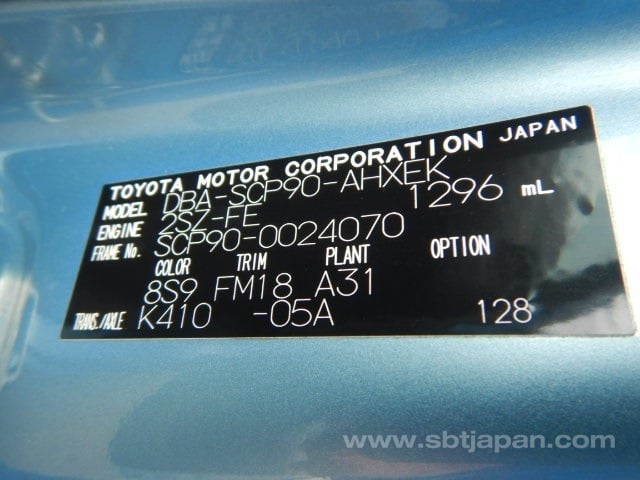 TOYOTA MOTOR CORPORATION JAPAN
MODEL DBA-SCP90-AHXEK
ENGINE 2SZ-FE 1296 mL
FRAME No. SCP90-0024070
COLOR TRIM PLANT OPTION
8S9 FM18 A31
TRANS./AXLE K410 -05A 128
www.sbtjapan.com